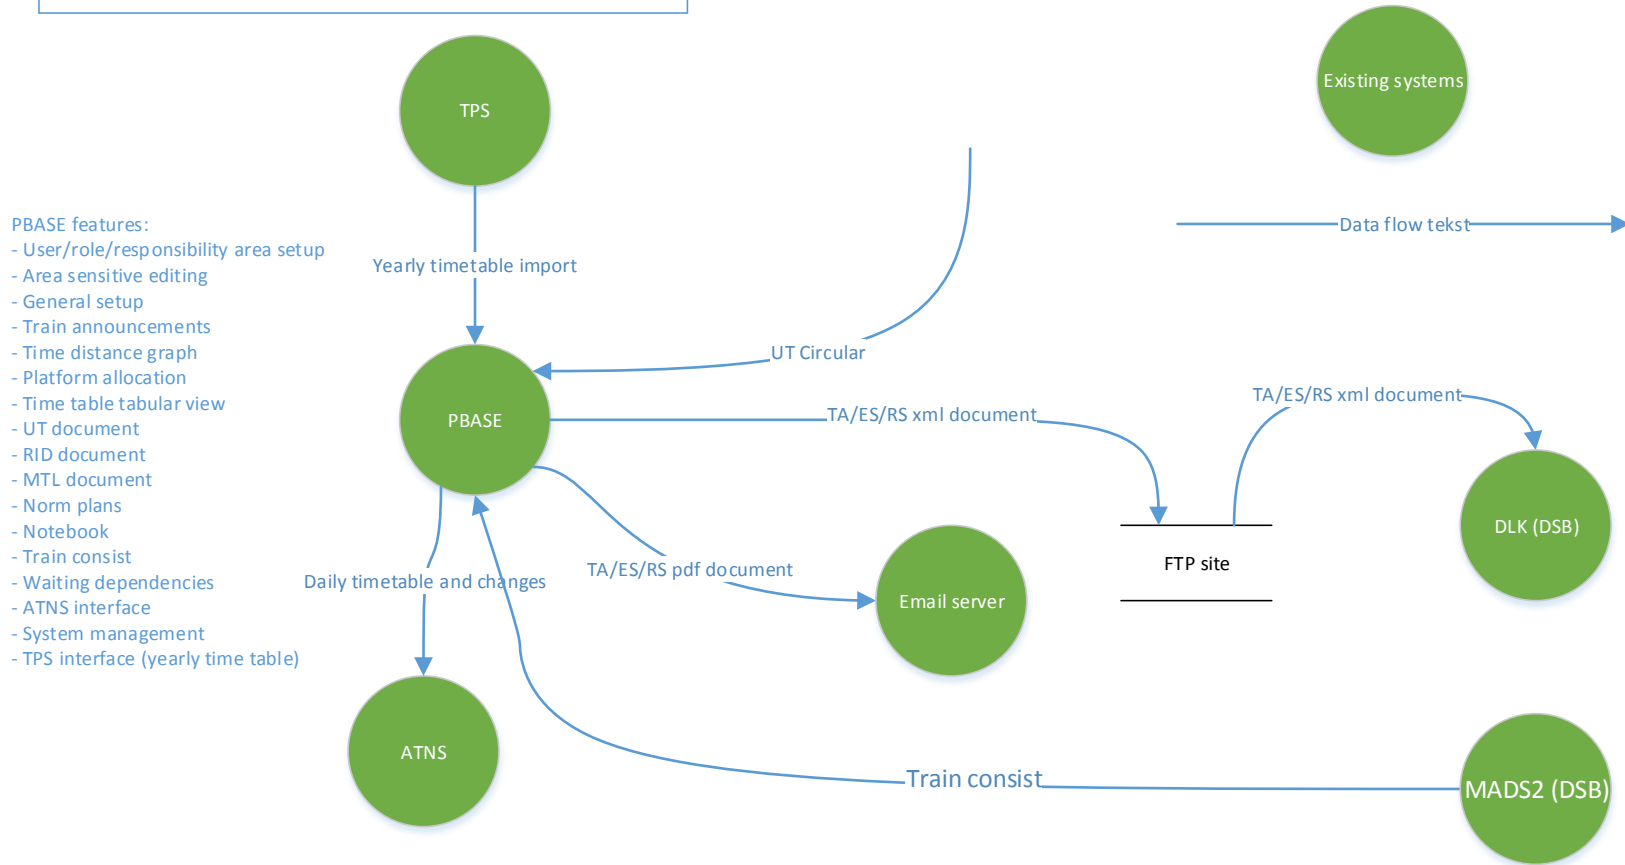 Existing systems
TPS
Data flow tekst
PBASE features:
- User/role/responsibility area setup
- Area sensitive editing
- General setup
- Train announcements
- Time distance graph
- Platform allocation
- Time table tabular view
- UT document
- RID document
- MTL document
- Norm plans
- Notebook
- Train consist
- Waiting dependencies
- ATNS interface
- System management
- TPS interface (yearly time table)
Yearly timetable import
UT Circular
PBASE
TA/ES/RS xml document
TA/ES/RS xml document
DLK (DSB)
FTP site
TA/ES/RS pdf document
Daily timetable and changes
Email server
ATNS
Train consist
MADS2 (DSB)